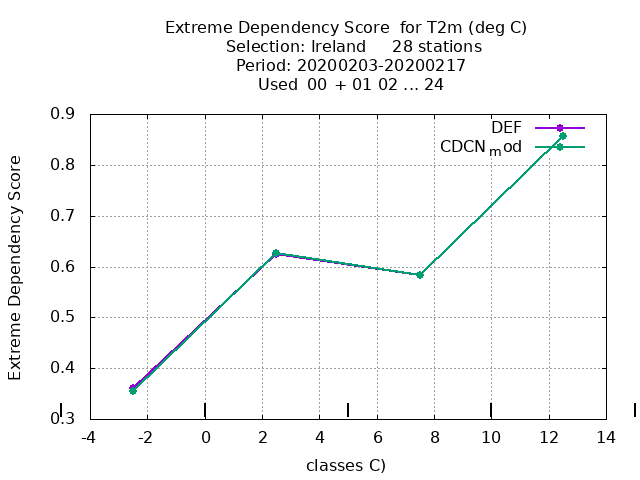 Extreme Dependency Score  for T2m (deg C)
Selection: Ireland     28 stations
Period: 20200203-20200217
Used  00  + 01 02 ... 24
DEF
CDCNmod
Extreme Dependency Score
0.9
0.8
0.7
0.6
0.5
0.4
0.3
-4 -2 0 2 4 6 8 10 12 14
classes C)